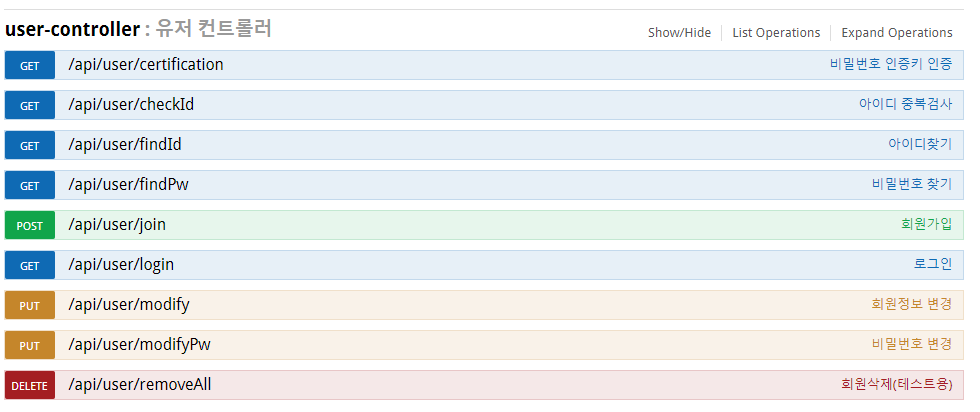 user-controller : 유저 컨트롤러 Show/Hide List Operations Expand Operations
GET /api/user/certification 비밀번호 인증키 인증
GET /api/user/checkId 아이디 중복검사
GET /api/user/findId 아이디찾기
GET /api/user/findPw 비밀번호 찾기
POST /api/user/join 회원가입
GET /api/user/login 로그인
PUT /api/user/modify 회원정보 변경
PUT /api/user/modifyPw 비밀번호 변경
DELETE /api/user/removeAll 회원삭제(테스트용)